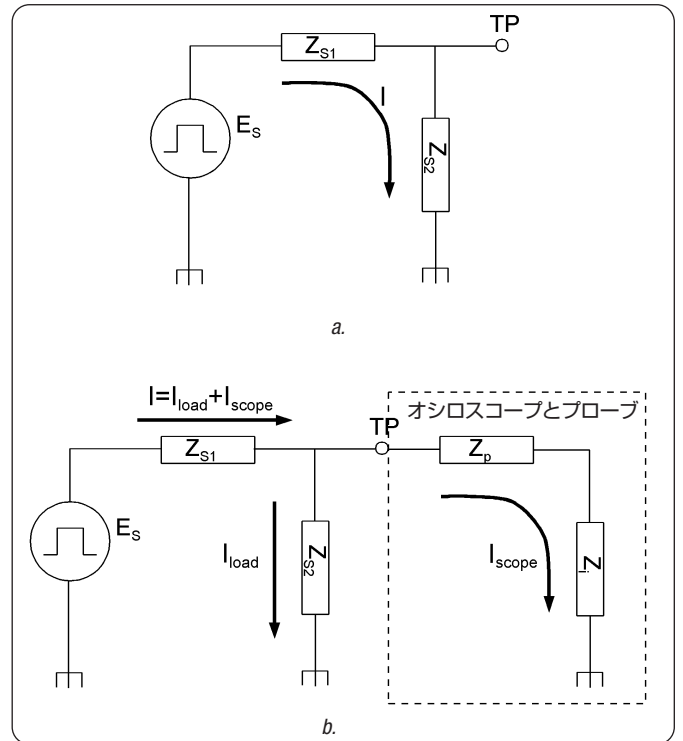 TP
Z_S1
I
E_S
Z_S2
a.
I=I_load+I_scope
オシロスコープとプローブ
TP
Z_S1
Z_p
E_S
I_load
Z_S2
I_scope
Z_i
b.